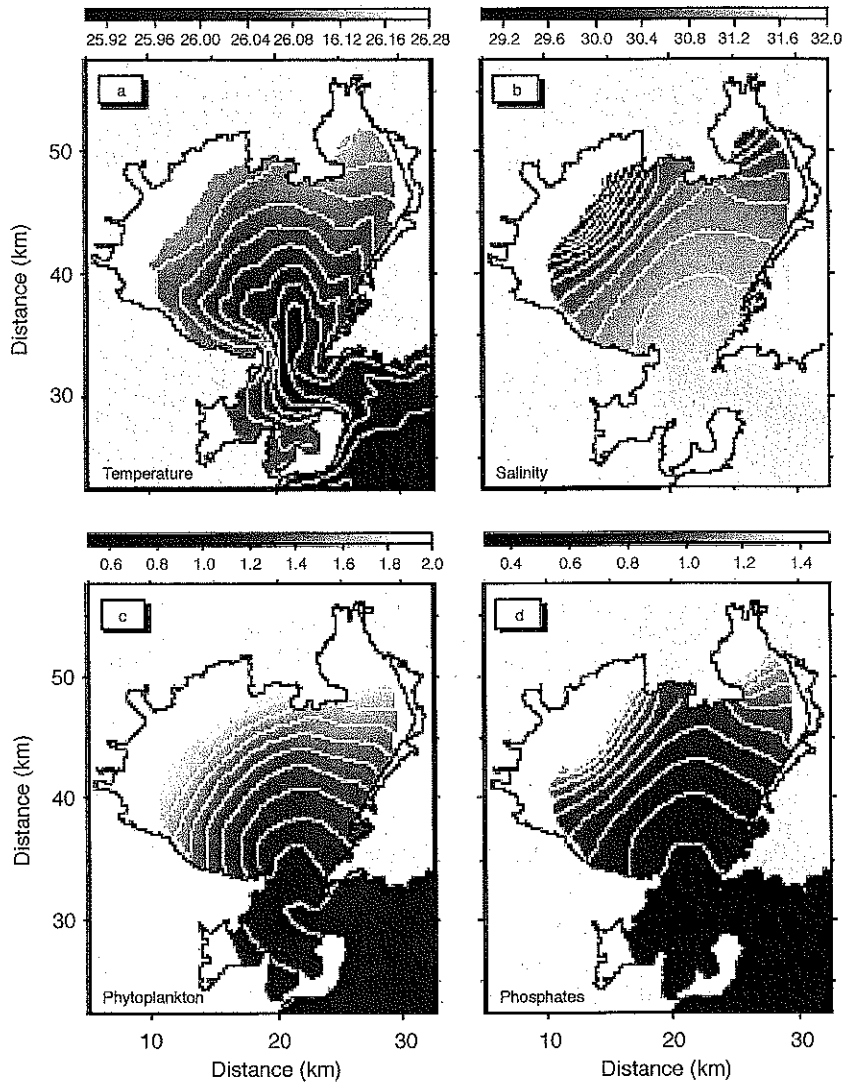 25.92 25.96 26.00 26.04 26.08 16.12 26.16 26.28
29.2 29.6 30.0 30.4 30.8 31.2 31.6 32.0
a
b
50
40
30
Distance (km)
Temperature
Salinity
0.6 0.8 1.0 1.2 1.4 1.6 1.8 2.0
0.4 0.6 0.8 1.0 1.2 1.4
c
d
50
40
30
Distance (km)
Phytoplankton
Phosphates
10 20 30
10 20 30
Distance (km)
Distance (km)